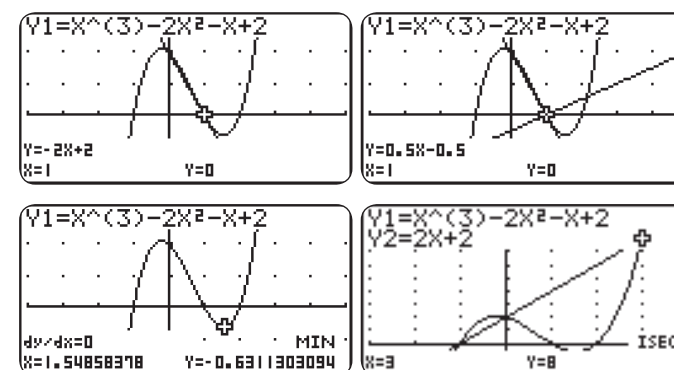 Y1=X^(3)-2X²-X+2
Y=-2X+2
X=1 Y=0
Y1=X^(3)-2X²-X+2
Y=0.5X-0.5
X=1 Y=0
Y1=X^(3)-2X²-X+2
dy/dx=0 MIN
X=1.54858378 Y=-0.6311303094
Y1=X^(3)-2X²-X+2
Y2=2X+2
ISEC
X=3 Y=8